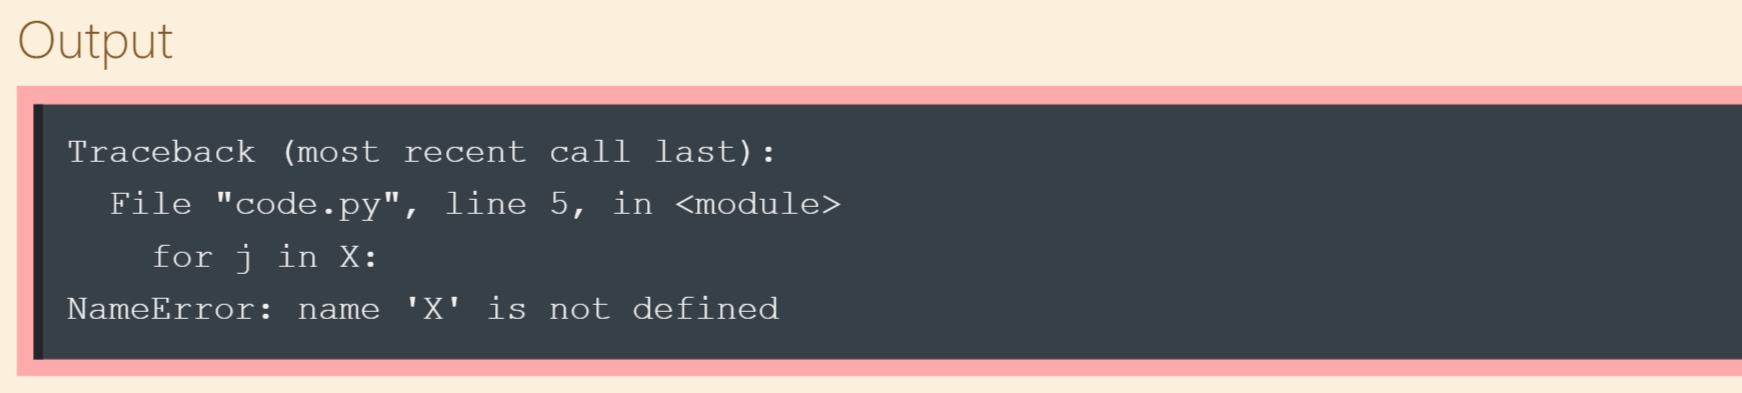 Output
Traceback (most recent call last):
  File "code.py", line 5, in <module>
    for j in X:
NameError: name 'X' is not defined